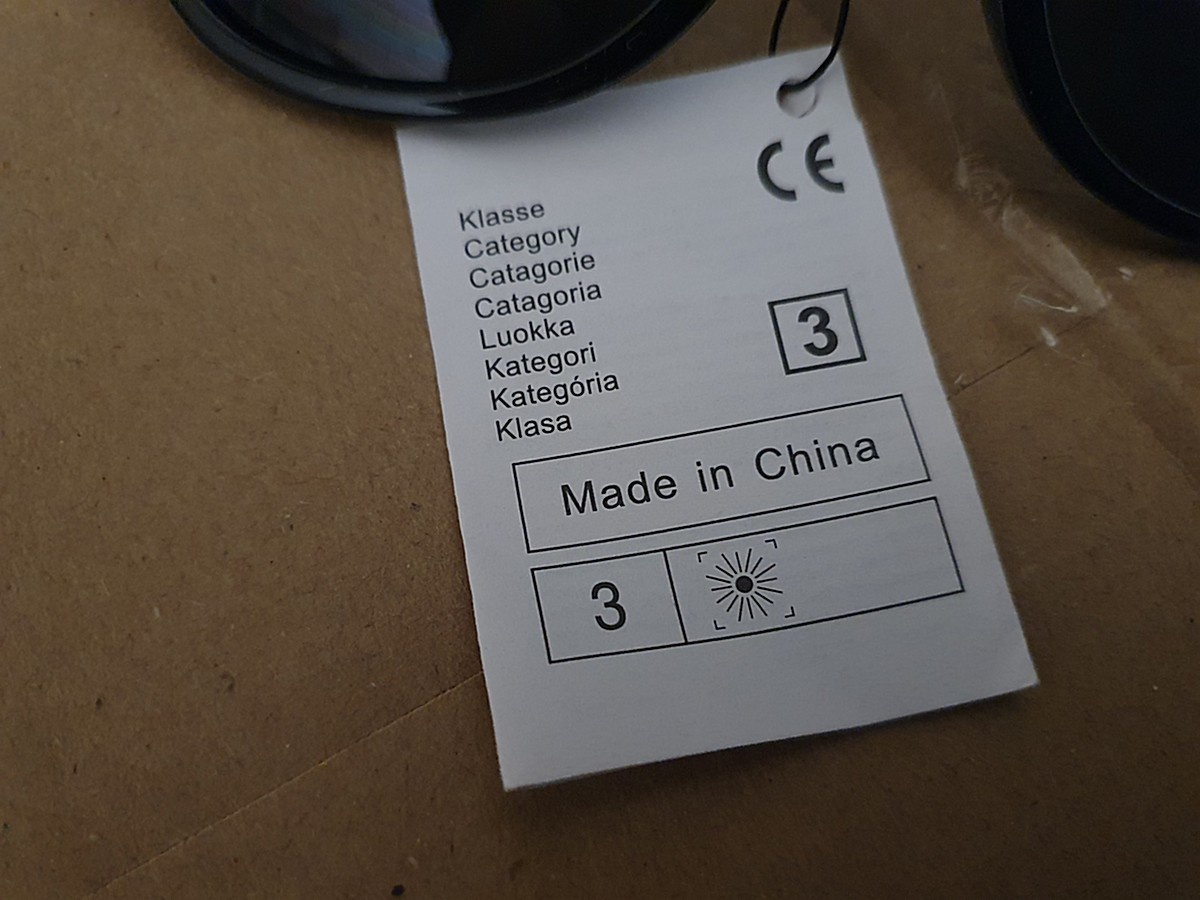 CE
Klasse
Category
Catagorie
Catagoria
Luokka
Kategori
Kategória
Klasa
3
Made in China
3